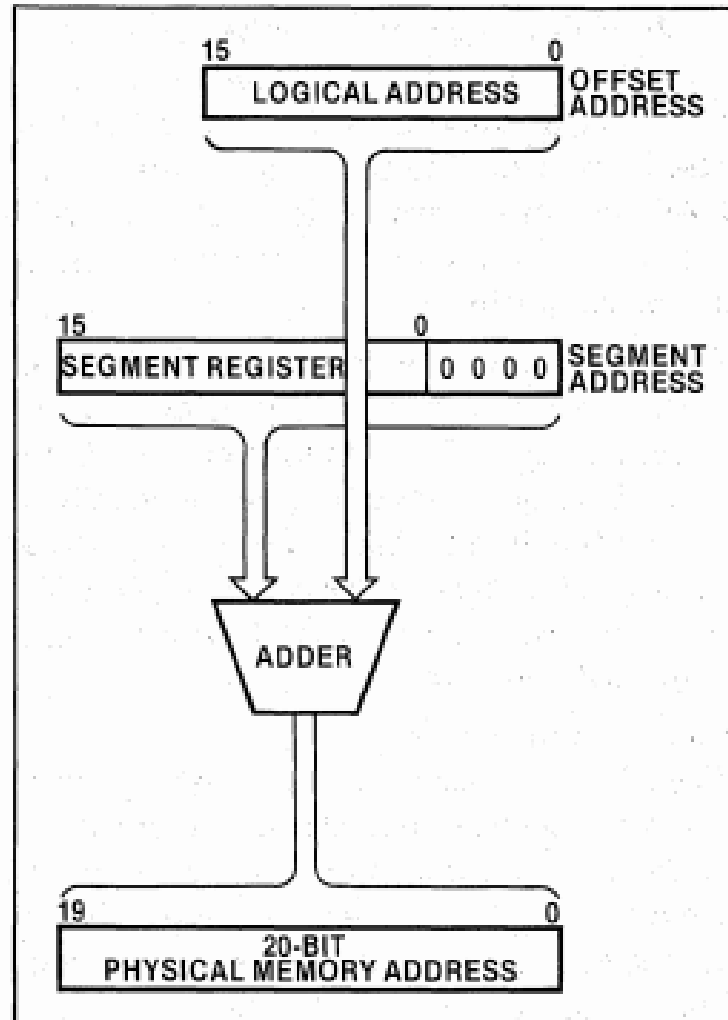 15 0
LOGICAL ADDRESS
OFFSET
ADDRESS
15 0
SEGMENT REGISTER
0 0 0 0
SEGMENT
ADDRESS
ADDER
19 0
20-BIT
PHYSICAL MEMORY ADDRESS